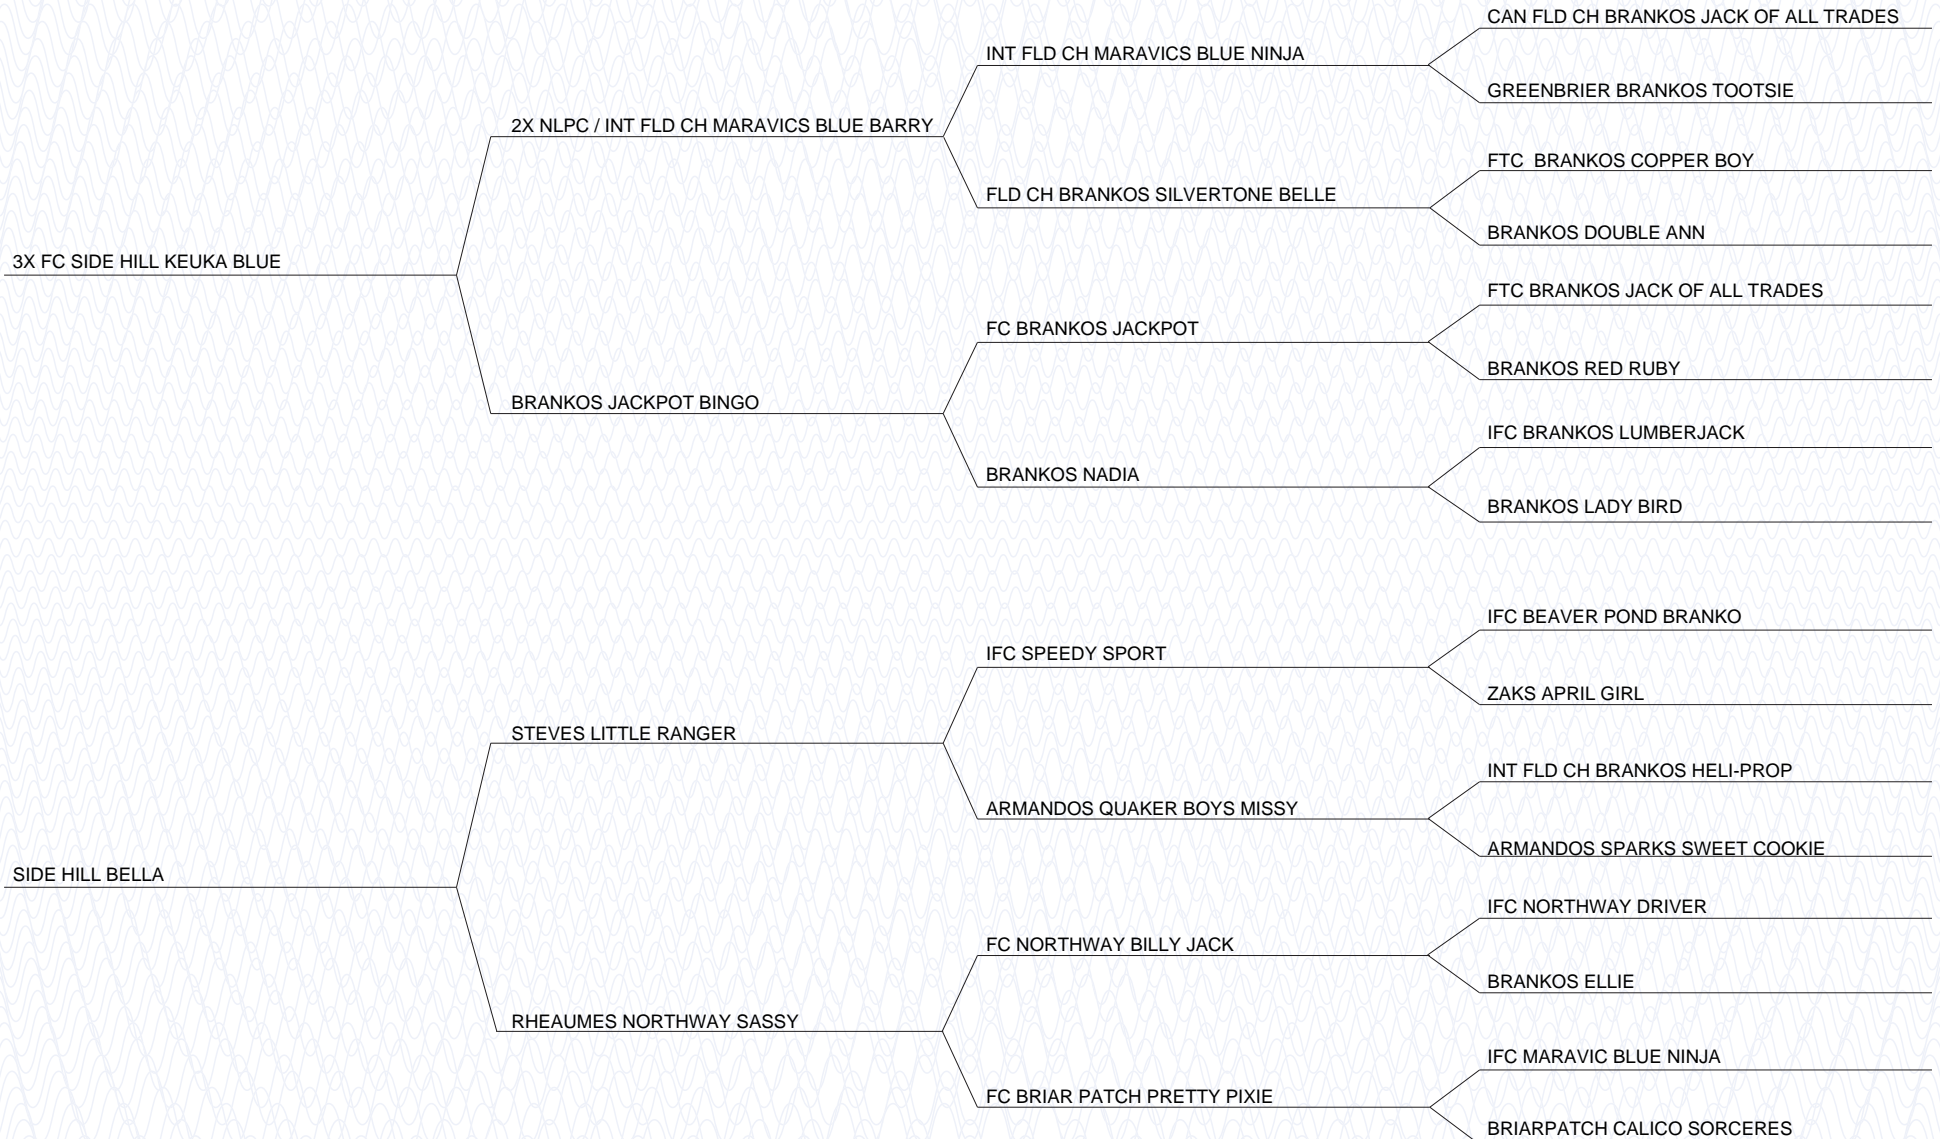 CAN FLD CH BRANKOS JACK OF ALL TRADES
INT FLD CH MARAVICS BLUE NINJA
GREENBRIER BRANKOS TOOTSIE
2X NLPC / INT FLD CH MARAVICS BLUE BARRY
FTC  BRANKOS COPPER BOY
FLD CH BRANKOS SILVERTONE BELLE
BRANKOS DOUBLE ANN
3X FC SIDE HILL KEUKA BLUE
FTC BRANKOS JACK OF ALL TRADES
FC BRANKOS JACKPOT
BRANKOS RED RUBY
BRANKOS JACKPOT BINGO
IFC BRANKOS LUMBERJACK
BRANKOS NADIA
BRANKOS LADY BIRD
IFC BEAVER POND BRANKO
IFC SPEEDY SPORT
ZAKS APRIL GIRL
STEVES LITTLE RANGER
INT FLD CH BRANKOS HELI-PROP
ARMANDOS QUAKER BOYS MISSY
ARMANDOS SPARKS SWEET COOKIE
SIDE HILL BELLA
IFC NORTHWAY DRIVER
FC NORTHWAY BILLY JACK
BRANKOS ELLIE
RHEAUMES NORTHWAY SASSY
IFC MARAVIC BLUE NINJA
FC BRIAR PATCH PRETTY PIXIE
BRIARPATCH CALICO SORCERES